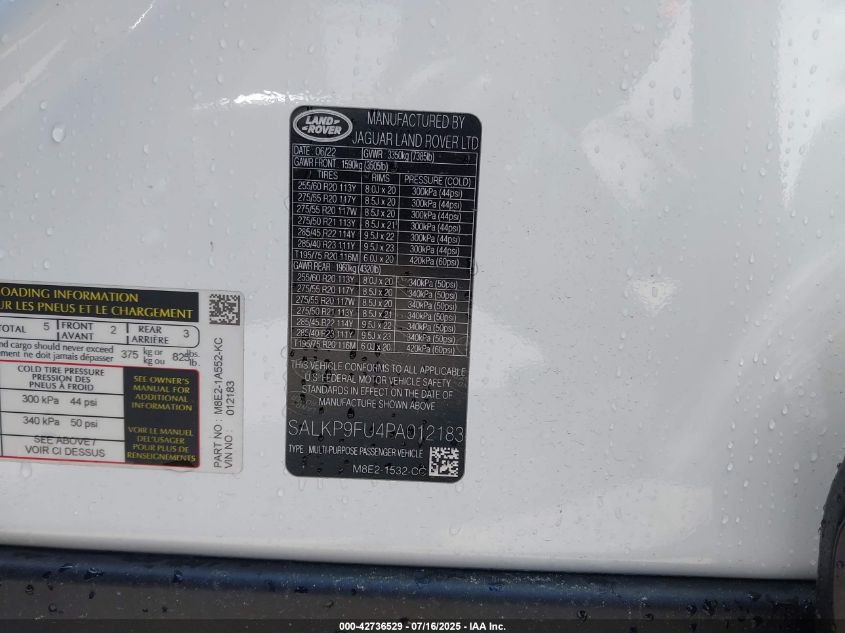 LAND-
-ROVER
MANUFACTURED BY
JAGUAR LAND ROVER LTD
DATE 06/22 GVWR 3350kg (7385lb)
GAWR FRONT 1590kg (3505lb)
TIRES RIMS PRESSURE (COLD)
255/60 R20 113Y 8.0J x 20 300kPa (44psi)
275/55 R20 117Y 8.5J x 20 300kPa (44psi)
275/55 R20 117W 8.5J x 20 300kPa (44psi)
275/50 R21 113Y 8.5J x 21 300kPa (44psi)
285/45 R22 114Y 9.5J x 22 300kPa (44psi)
285/40 R23 111Y 9.5J x 23 300kPa (44psi)
T195/75 R20 116M 6.0J x 20 420kPa (60psi)
GAWR REAR 1960kg (4320lb)
255/60 R20 113Y 8.0J x 20 340kPa (50psi)
275/55 R20 117Y 8.5J x 20 340kPa (50psi)
275/55 R20 117W 8.5J x 20 340kPa (50psi)
275/50 R21 113Y 8.5J x 21 340kPa (50psi)
285/45 R22 114Y 9.5J x 22 340kPa (50psi)
285/40 R23 111Y 9.5J x 23 340kPa (50psi)
T195/75 R20 116M 6.0J x 20 420kPa (60psi)
THIS VEHICLE CONFORMS TO ALL APPLICABLE
U.S. FEDERAL MOTOR VEHICLE SAFETY
STANDARDS IN EFFECT ON THE DATE OF
MANUFACTURE SHOWN ABOVE
SALKP9FU4PA012183
TYPE: MULTI-PURPOSE PASSENGER VEHICLE
M8E2-1532-CC
OADING INFORMATION
UR LES PNEUS ET LE CHARGEMENT
TOTAL 5 FRONT AVANT 2 REAR ARRIÈRE 3
nd cargo should never exceed
ment ne doit jamais dépasser 375 kg or kg ou 825 lbs. lb.
COLD TIRE PRESSURE
PRESSION DES
PNEUS À FROID
300 kPa 44 psi
340 kPa 50 psi
SEE ABOVE /
VOIR CI DESSUS
SEE OWNER'S
MANUAL FOR
ADDITIONAL
INFORMATION
VOIR LE MANUEL
DE L'USAGER
POUR PLUS DE
RENSEIGNEMENTS
PART NO : M8E2-1A552-KC
VIN NO : 012183
000-42736529 - 07/16/2025 - IAA Inc.